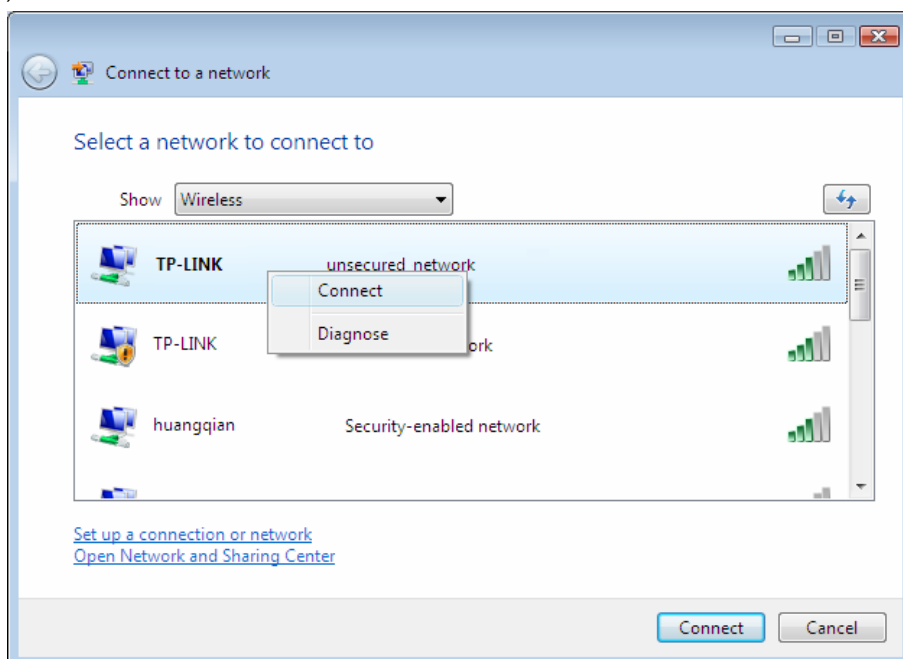 Connect to a network
Select a network to connect to
Show Wireless
TP-LINK unsecured network
Connect
Diagnose
TP-LINK ork
huangqian Security-enabled network
Set up a connection or network
Open Network and Sharing Center
Connect Cancel